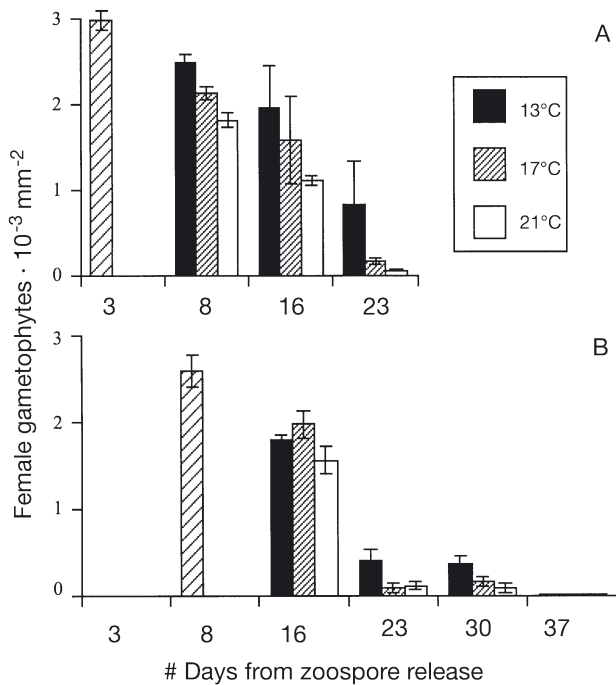 3
2
1
0
A
13°C
17°C
21°C
3 8 16 23
Female gametophytes · 10⁻³ mm⁻²
3
2
1
0
B
3 8 16 23 30 37
# Days from zoospore release